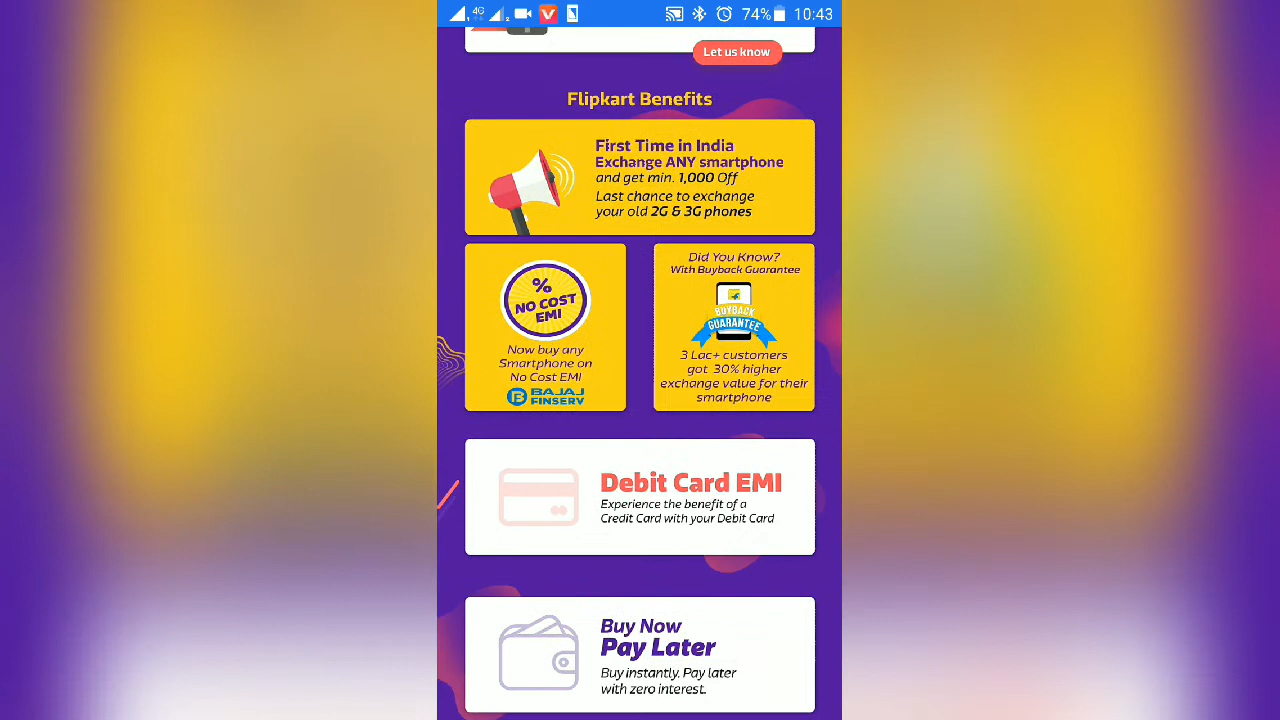 4G
1
2
74%
10:43
Let us know
Flipkart Benefits
First Time in India
Exchange ANY smartphone
and get min. 1,000 Off
Last chance to exchange
your old 2G & 3G phones
%
NO COST
EMI
Now buy any
Smartphone on
No Cost EMI
BAJAJ
FINSERV
Did You Know?
With Buyback Guarantee
BUYBACK
GUARANTEE
3 Lac+ customers
got 30% higher
exchange value for their
smartphone
Debit Card EMI
Experience the benefit of a
Credit Card with your Debit Card
Buy Now
Pay Later
Buy instantly. Pay later
with zero interest.